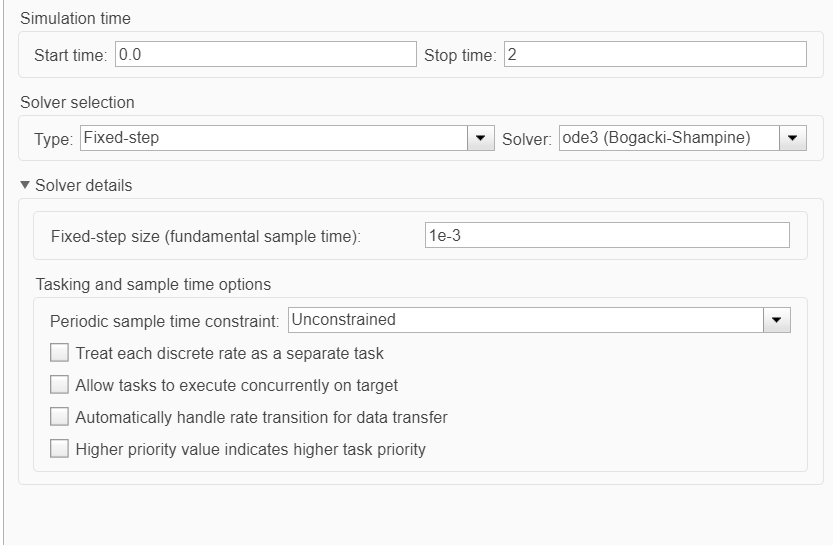 Simulation time
Start time: 0.0 Stop time: 2
Solver selection
Type: Fixed-step Solver: ode3 (Bogacki-Shampine)
Solver details
Fixed-step size (fundamental sample time): 1e-3
Tasking and sample time options
Periodic sample time constraint: Unconstrained
Treat each discrete rate as a separate task
Allow tasks to execute concurrently on target
Automatically handle rate transition for data transfer
Higher priority value indicates higher task priority